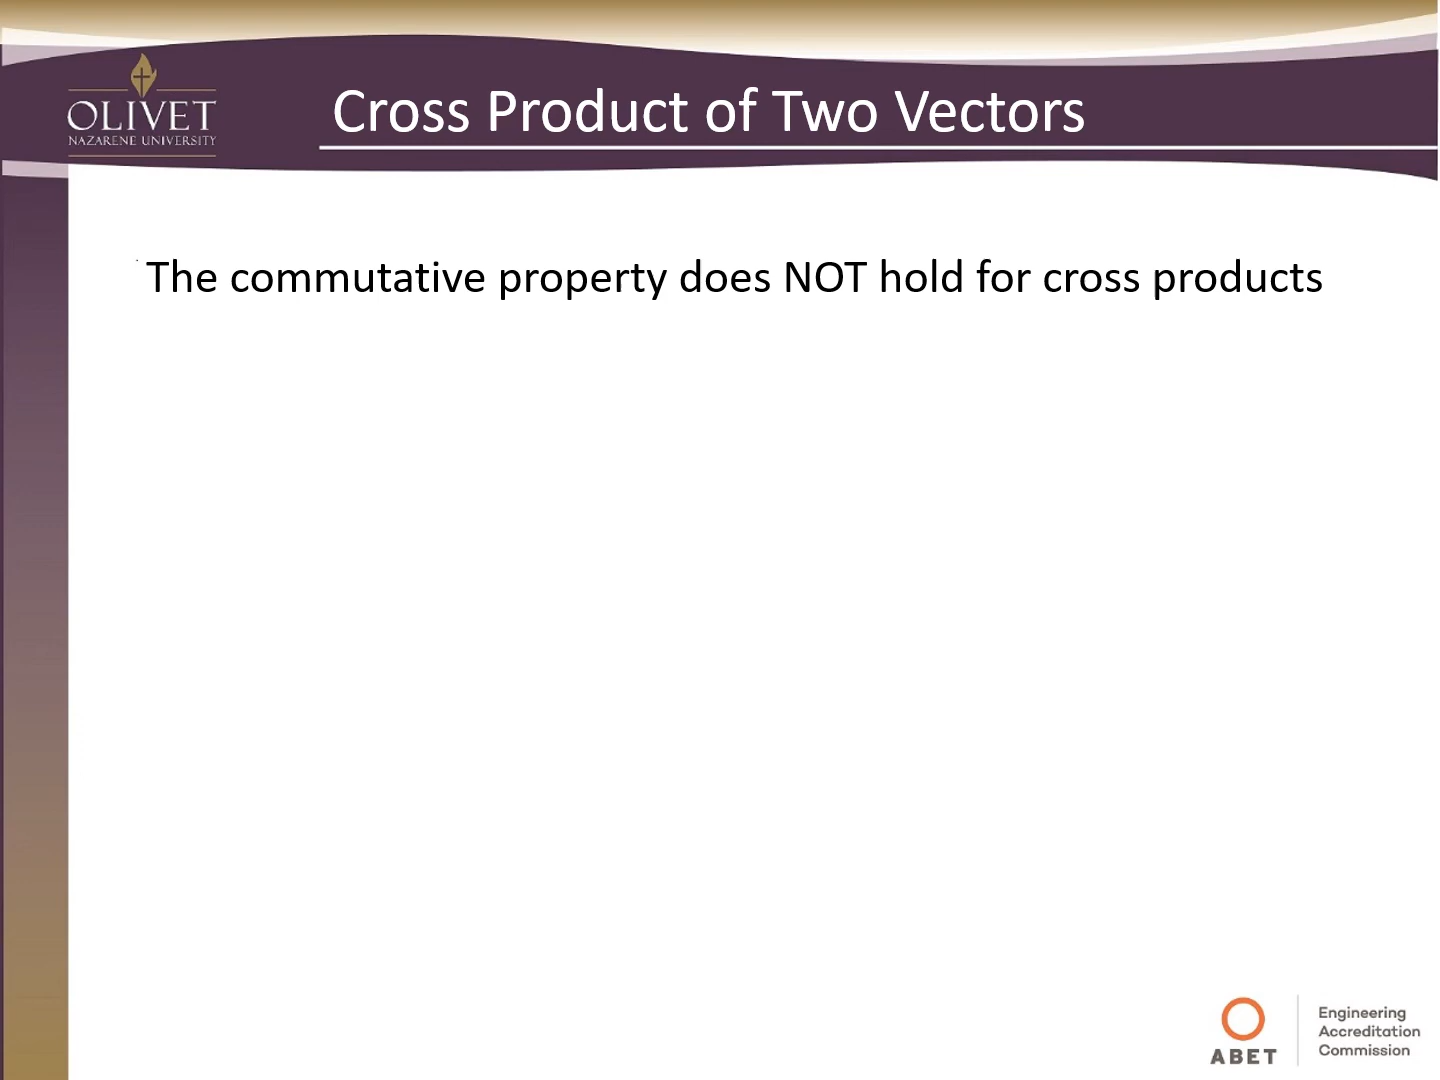 OLIVET
NAZARENE UNIVERSITY
Cross Product of Two Vectors
The commutative property does NOT hold for cross products
ABET
Engineering
Accreditation
Commission